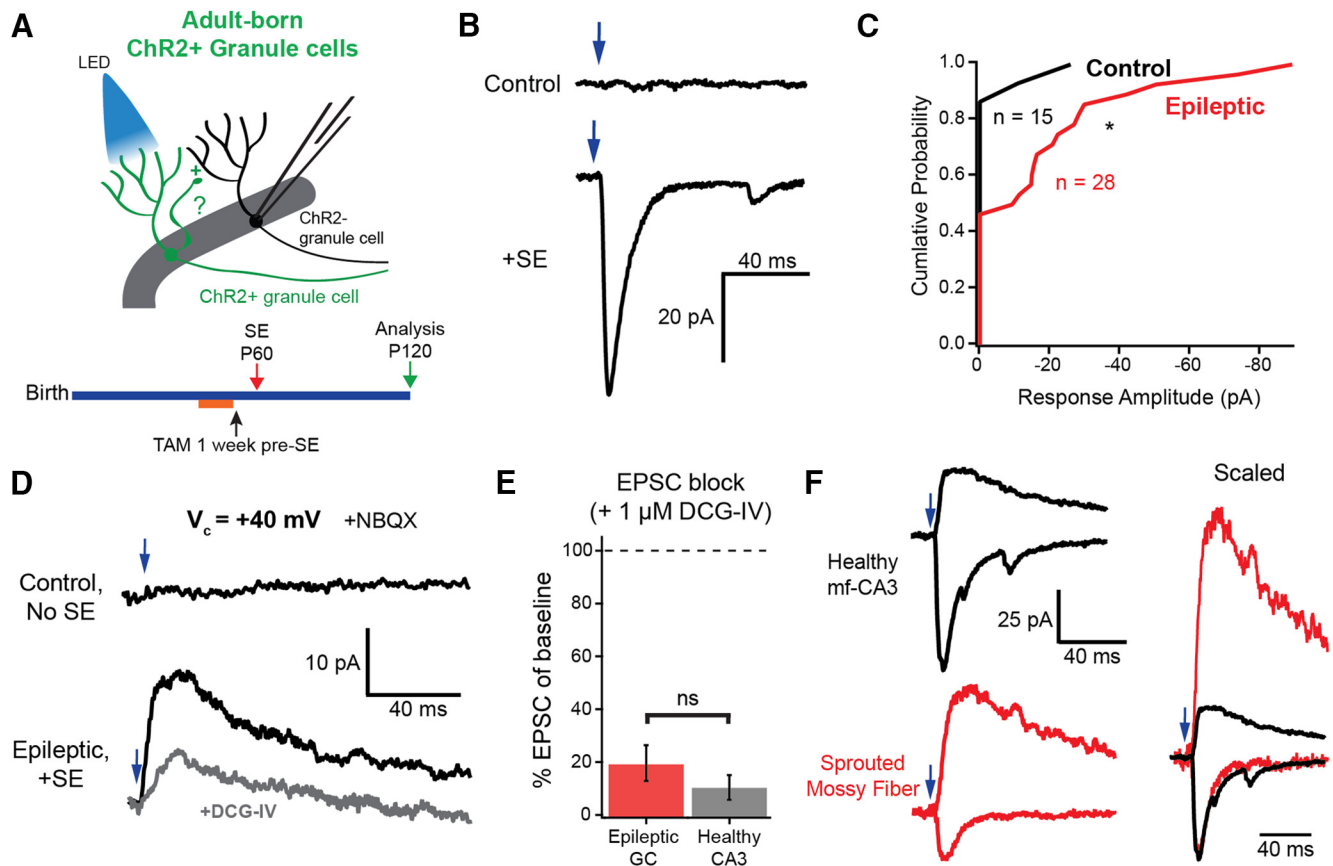 A
Adult-born
ChR2+ Granule cells
LED
+
?
ChR2-
granule cell
ChR2+ granule cell
SE
P60
Analysis
P120
Birth
TAM 1 week pre-SE
B
Control
+SE
40 ms
20 pA
C
1.0
0.8
0.6
0.4
0.2
0.0
Cumulative Probability
Control
n = 15
Epileptic
*
n = 28
0
-20
-40
-60
-80
Response Amplitude (pA)
D
Vc = +40 mV +NBQX
Control,
No SE
10 pA
40 ms
Epileptic,
+SE
+DCG-IV
E
EPSC block
(+ 1 µM DCG-IV)
% EPSC of baseline
100
80
60
40
20
0
ns
Epileptic
GC
Healthy
CA3
F
Healthy
mf-CA3
25 pA
40 ms
Sprouted
Mossy Fiber
Scaled
40 ms